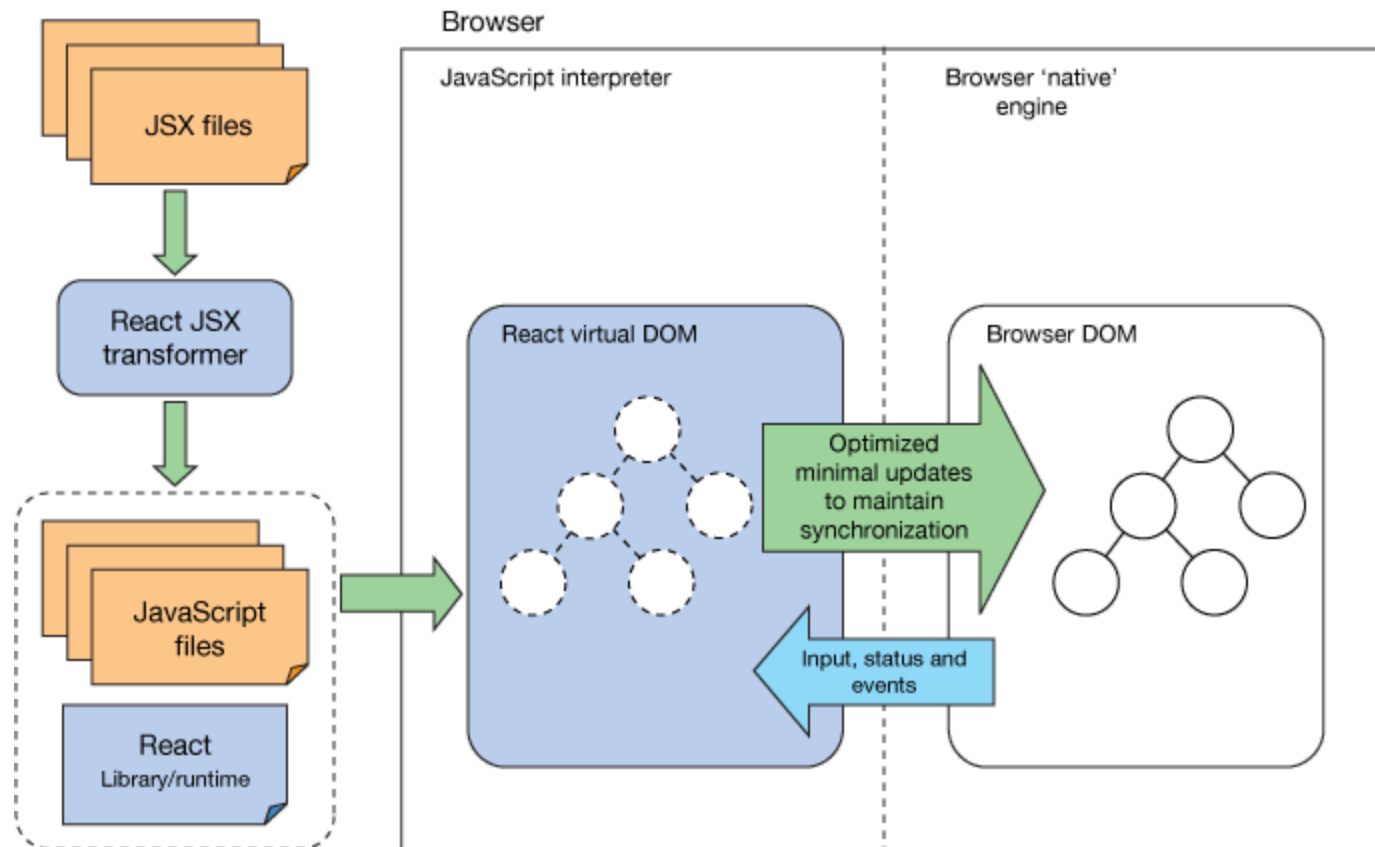 Browser
JavaScript interpreter
Browser ‘native’
engine
JSX files
React JSX
transformer
JavaScript
files
React
Library/runtime
React virtual DOM
Optimized
minimal updates
to maintain
synchronization
Input, status and
events
Browser DOM